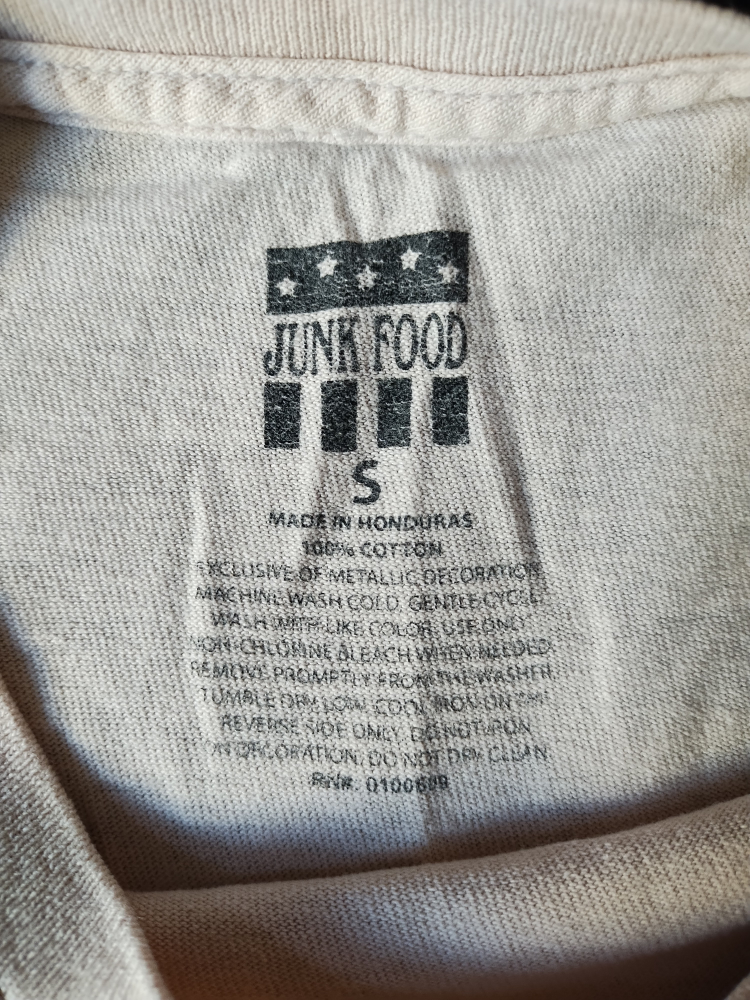 JUNK FOOD
S
MADE IN HONDURAS
100% COTTON
EXCLUSIVE OF METALLIC DECORATION
MACHINE WASH COLD, GENTLE CYCLE
WASH WITH LIKE COLOR, USE ONLY
NON-CHLORINE BLEACH WHEN NEEDED.
REMOVE PROMPTLY FROM THE WASHER.
TUMBLE DRY LOW, COOL IRON ON
REVERSE SIDE ONLY, DO NOT IRON
ON DECORATION, DO NOT DRY CLEAN
RN#: